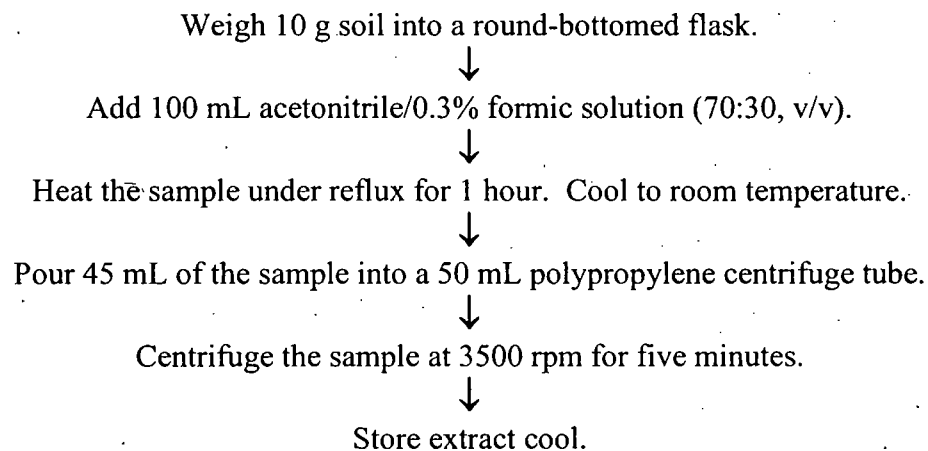 Weigh 10 g soil into a round-bottomed flask.
↓
Add 100 mL acetonitrile/0.3% formic solution (70:30, v/v).
↓
Heat the sample under reflux for 1 hour. Cool to room temperature.
↓
Pour 45 mL of the sample into a 50 mL polypropylene centrifuge tube.
↓
Centrifuge the sample at 3500 rpm for five minutes.
↓
Store extract cool.